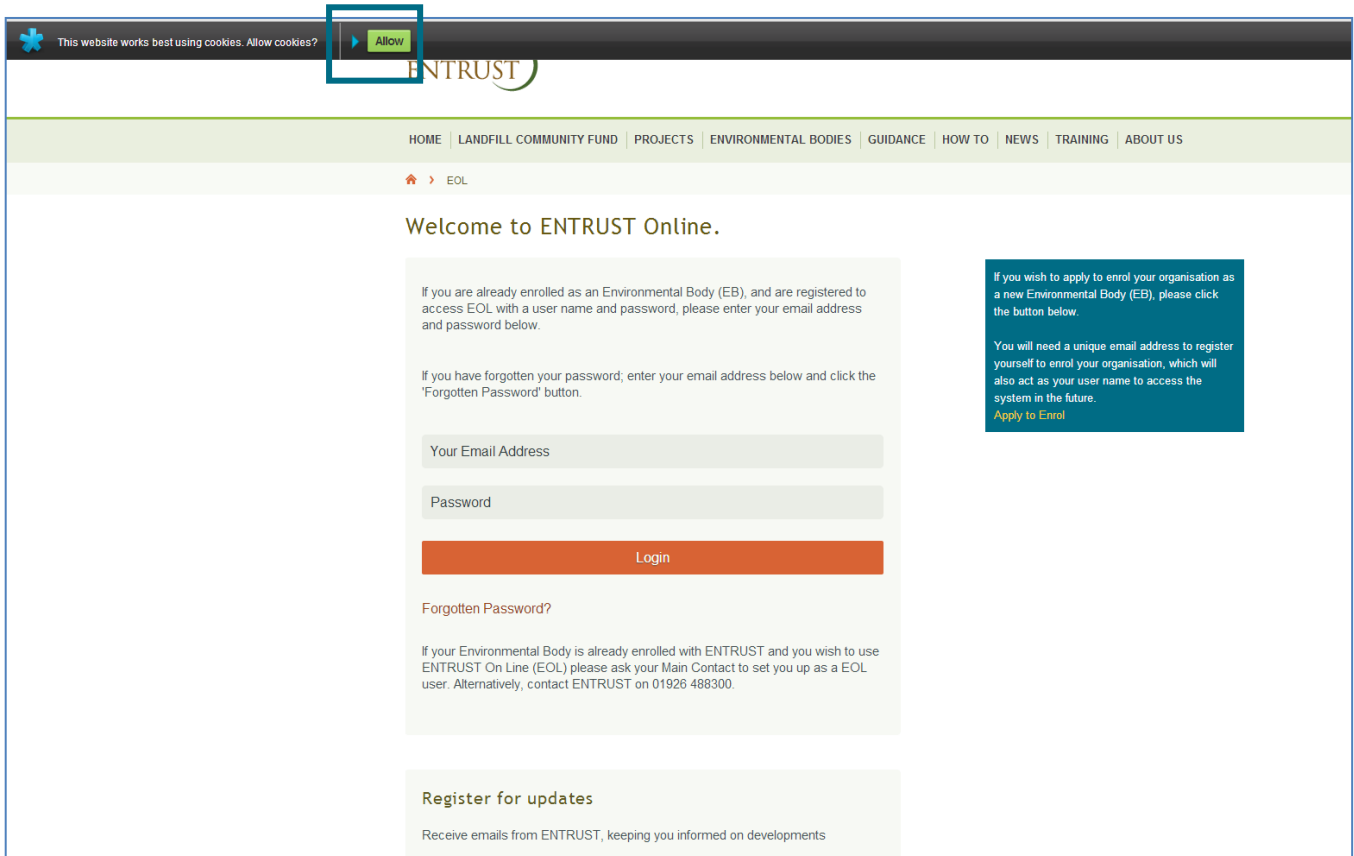 This website works best using cookies. Allow cookies?
Allow
ENTRUST
HOME LANDFILL COMMUNITY FUND PROJECTS ENVIRONMENTAL BODIES GUIDANCE HOW TO NEWS TRAINING ABOUT US
EOL
Welcome to ENTRUST Online.
If you are already enrolled as an Environmental Body (EB), and are registered to
access EOL with a user name and password, please enter your email address
and password below.
If you have forgotten your password; enter your email address below and click the
'Forgotten Password' button.
Your Email Address
Password
Login
Forgotten Password?
If your Environmental Body is already enrolled with ENTRUST and you wish to use
ENTRUST On Line (EOL) please ask your Main Contact to set you up as a EOL
user. Alternatively, contact ENTRUST on 01926 488300.
If you wish to apply to enrol your organisation as
a new Environmental Body (EB), please click
the button below.
You will need a unique email address to register
yourself to enrol your organisation, which will
also act as your user name to access the
system in the future.
Apply to Enrol
Register for updates
Receive emails from ENTRUST, keeping you informed on developments